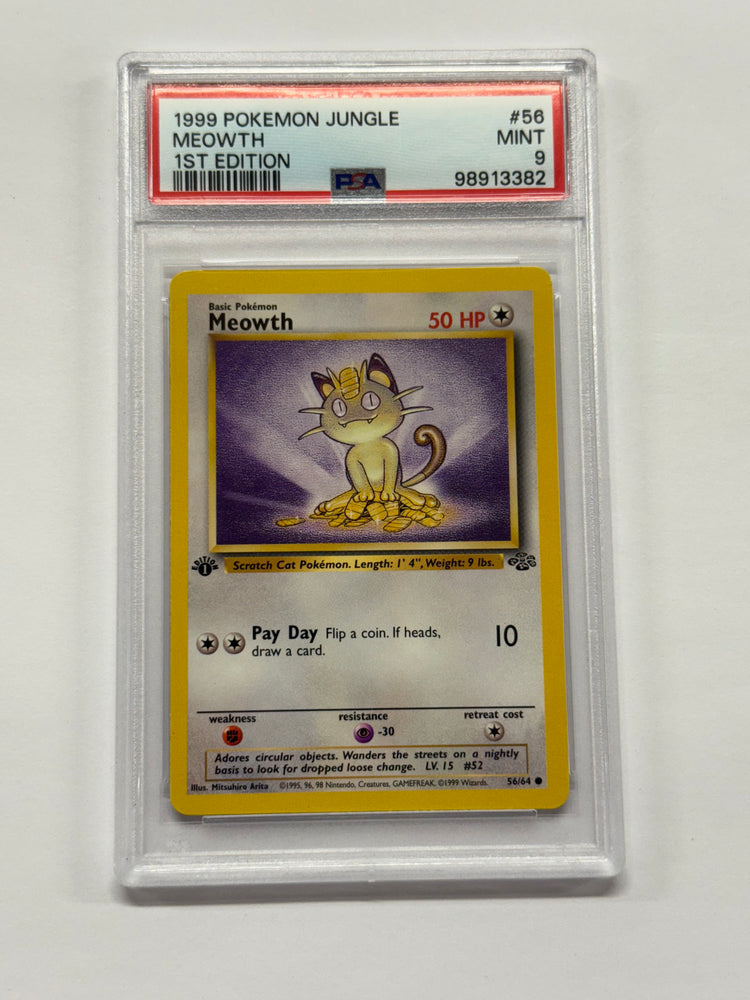 1999 POKEMON JUNGLE #56
MEOWTH MINT
1ST EDITION 9
PSA 98913382
Basic Pokémon
Meowth 50 HP
EDITION 1
Scratch Cat Pokémon. Length: 1' 4", Weight: 9 lbs.
Pay Day Flip a coin. If heads, 10
draw a card.
weakness resistance retreat cost
-30
Adores circular objects. Wanders the streets on a nightly
basis to look for dropped loose change. LV. 15 #52
Illus. Mitsuhiro Arita ©1995, 96, 98 Nintendo, Creatures, GAMEFREAK. ©1999 Wizards. 56/64